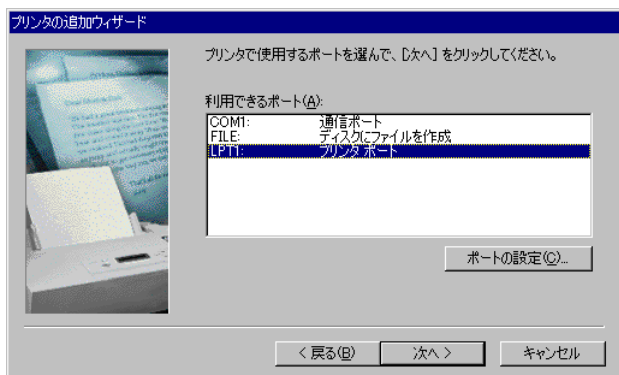 プリンタの追加ウィザード
プリンタで使用するポートを選んで、[次へ] をクリックしてください。
利用できるポート(A):
COM1: 通信ポート
FILE: ディスクにファイルを作成
LPT1: プリンタ ポート
ポートの設定(C)...
< 戻る(B) 次へ > キャンセル